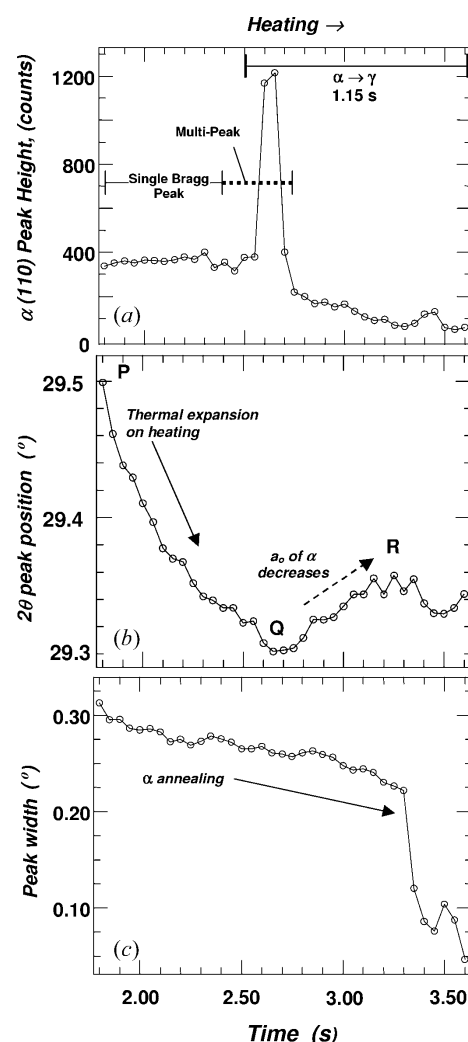 Heating →
α (110) Peak Height, (counts)
1200
800
400
0
α → γ
1.15 s
Multi-Peak
Single Bragg
Peak
(a)
2θ peak position (°)
29.5
29.4
29.3
P
Thermal expansion
on heating
aₒ of α
decreases
R
Q
(b)
Peak width (°)
0.30
0.20
0.10
α annealing
(c)
2.00
2.50
3.00
3.50
Time (s)